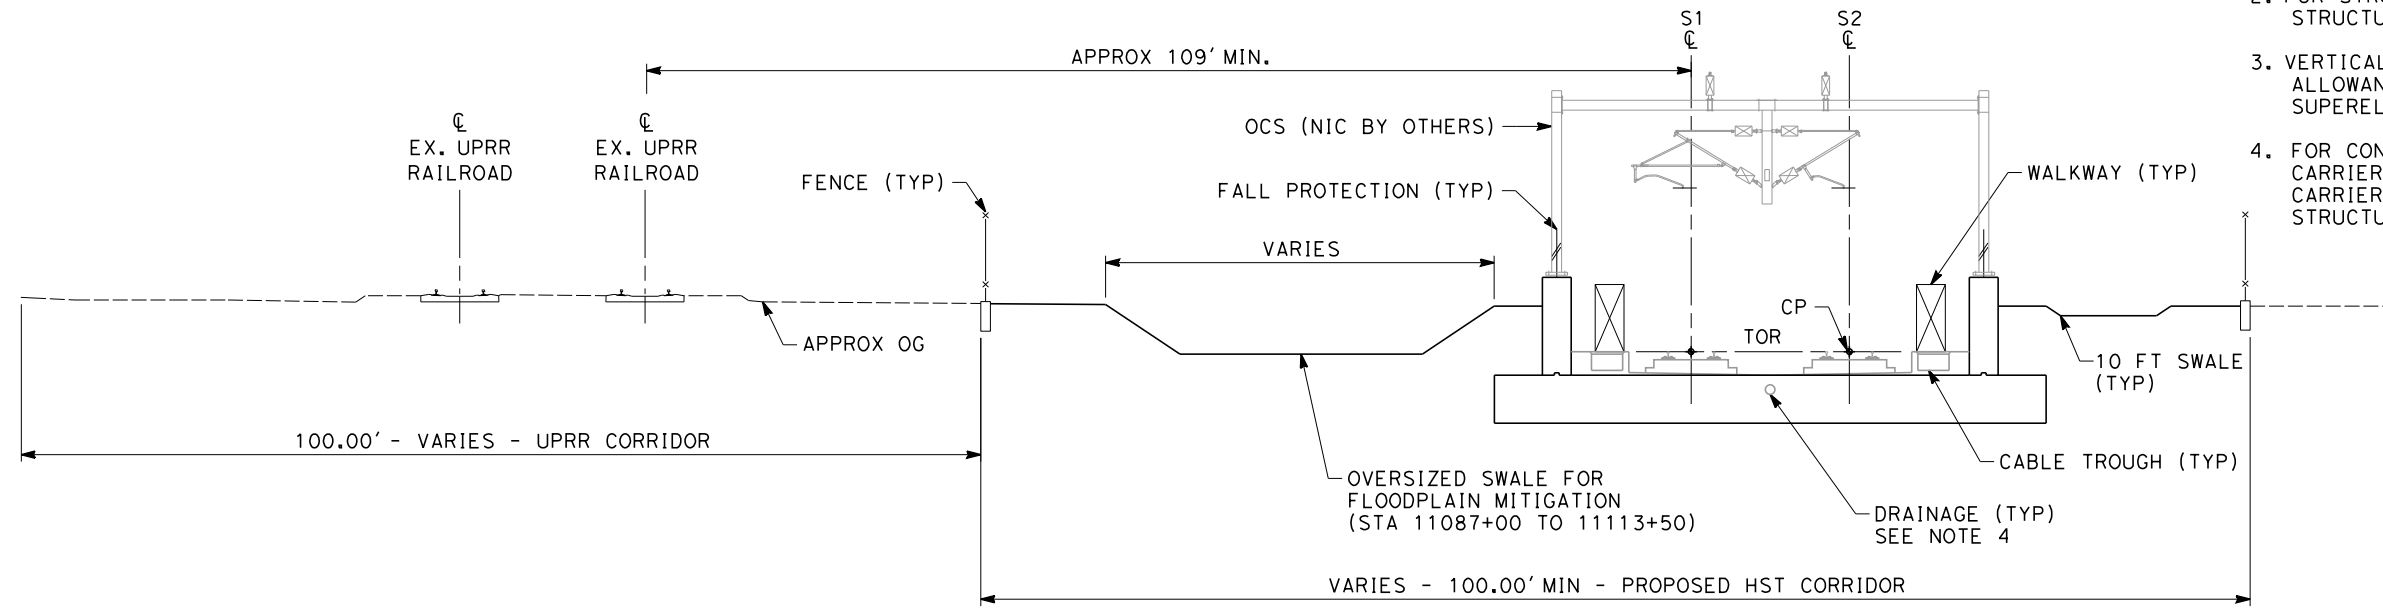 2. FOR STRU
STRUCTU
3. VERTICAL
ALLOWAN
SUPEREL
4. FOR CON
CARRIER
CARRIER
STRUCTU
S1
℄
S2
℄
APPROX 109' MIN.
℄
EX. UPRR
RAILROAD
℄
EX. UPRR
RAILROAD
OCS (NIC BY OTHERS)
FENCE (TYP)
FALL PROTECTION (TYP)
WALKWAY (TYP)
VARIES
CP
TOR
APPROX OG
10 FT SWALE
(TYP)
100.00' - VARIES - UPRR CORRIDOR
CABLE TROUGH (TYP)
OVERSIZED SWALE FOR
FLOODPLAIN MITIGATION
(STA 11087+00 TO 11113+50)
DRAINAGE (TYP)
SEE NOTE 4
VARIES - 100.00' MIN - PROPOSED HST CORRIDOR